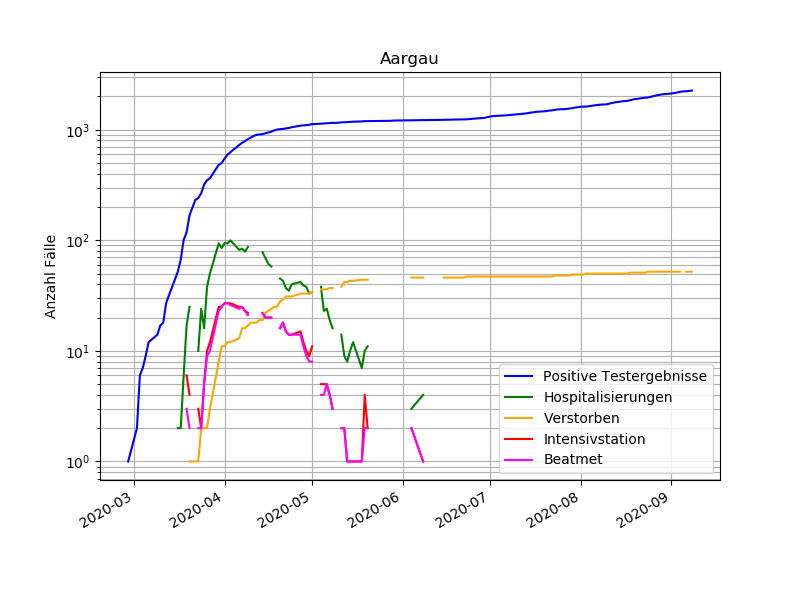 Aargau
Anzahl Fälle
10³
10²
10¹
10⁰
2020-03
2020-04
2020-05
2020-06
2020-07
2020-08
2020-09
Positive Testergebnisse
Hospitalisierungen
Verstorben
Intensivstation
Beatmet